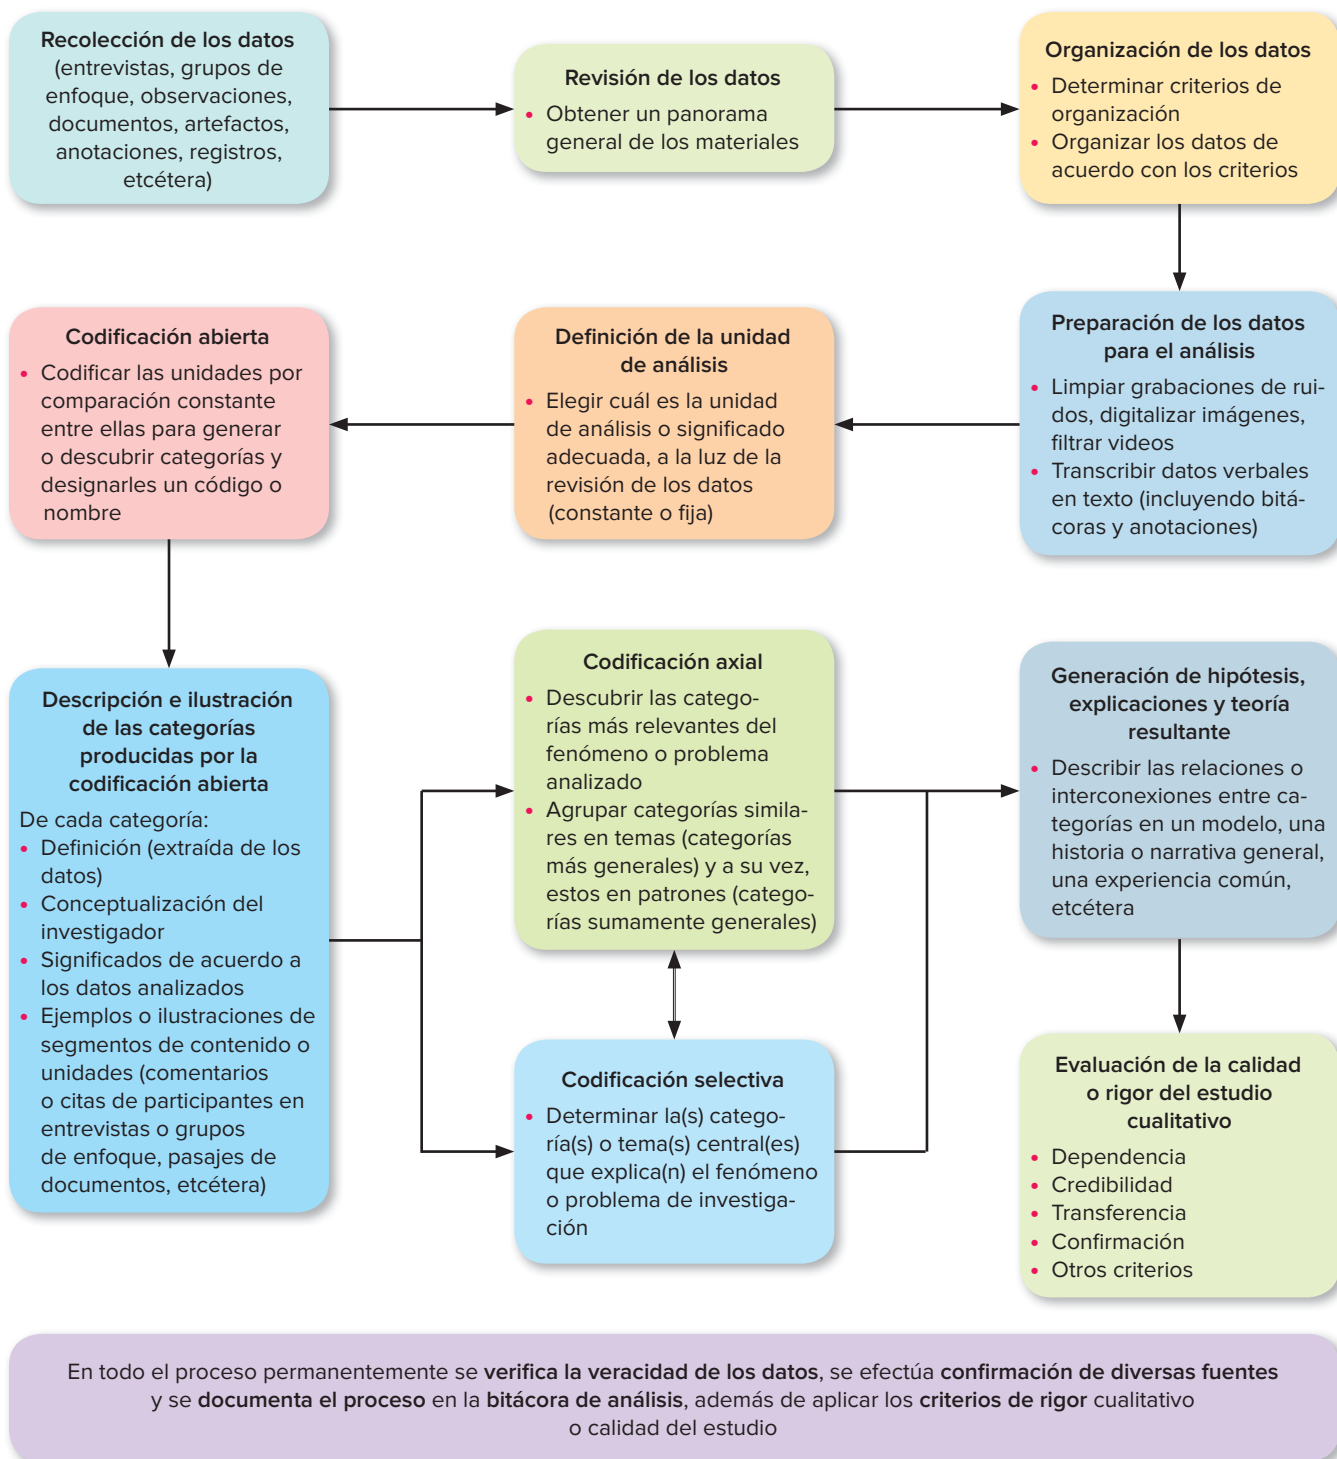 Recolección de los datos
(entrevistas, grupos de
enfoque, observaciones,
documentos, artefactos,
anotaciones, registros,
etcétera)
Revisión de los datos
• Obtener un panorama
general de los materiales
Organización de los datos
• Determinar criterios de
organización
• Organizar los datos de
acuerdo con los criterios
Preparación de los datos
para el análisis
• Limpiar grabaciones de rui-
dos, digitalizar imágenes,
filtrar videos
• Transcribir datos verbales
en texto (incluyendo bitá-
coras y anotaciones)
Definición de la unidad
de análisis
• Elegir cuál es la unidad
de análisis o significado
adecuada, a la luz de la
revisión de los datos
(constante o fija)
Codificación abierta
• Codificar las unidades por
comparación constante
entre ellas para generar
o descubrir categorías y
designarles un código o
nombre
Descripción e ilustración
de las categorías
producidas por la
codificación abierta
De cada categoría:
• Definición (extraída de los
datos)
• Conceptualización del
investigador
• Significados de acuerdo a
los datos analizados
• Ejemplos o ilustraciones de
segmentos de contenido o
unidades (comentarios
o citas de participantes en
entrevistas o grupos
de enfoque, pasajes de
documentos, etcétera)
Codificación axial
• Descubrir las catego-
rías más relevantes del
fenómeno o problema
analizado
• Agrupar categorías simila-
res en temas (categorías
más generales) y a su vez,
estos en patrones (catego-
rías sumamente generales)
Codificación selectiva
• Determinar la(s) catego-
ría(s) o tema(s) central(es)
que explica(n) el fenómeno
o problema de investiga-
ción
Generación de hipótesis,
explicaciones y teoría
resultante
• Describir las relaciones o
interconexiones entre ca-
tegorías en un modelo, una
historia o narrativa general,
una experiencia común,
etcétera
Evaluación de la calidad
o rigor del estudio
cualitativo
• Dependencia
• Credibilidad
• Transferencia
• Confirmación
• Otros criterios
En todo el proceso permanentemente se verifica la veracidad de los datos, se efectúa confirmación de diversas fuentes
y se documenta el proceso en la bitácora de análisis, además de aplicar los criterios de rigor cualitativo
o calidad del estudio